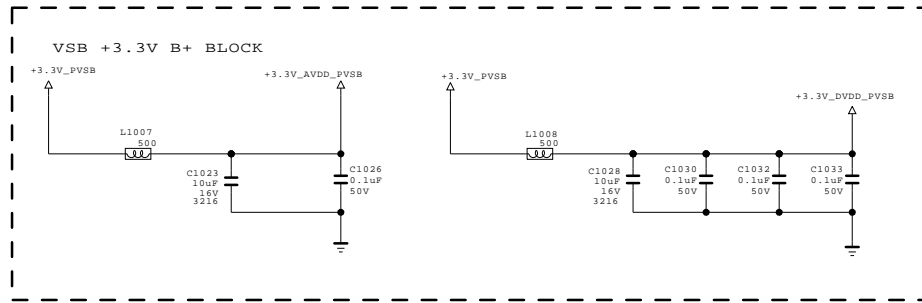 VSB +3.3V B+ BLOCK
+3.3V_PVSB
+3.3V_AVDD_PVSB
L1007
500
C1023
10uF
16V
3216
C1026
0.1uF
50V
+3.3V_PVSB
+3.3V_DVDD_PVSB
L1008
500
C1028
10uF
16V
3216
C1030
0.1uF
50V
C1032
0.1uF
50V
C1033
0.1uF
50V